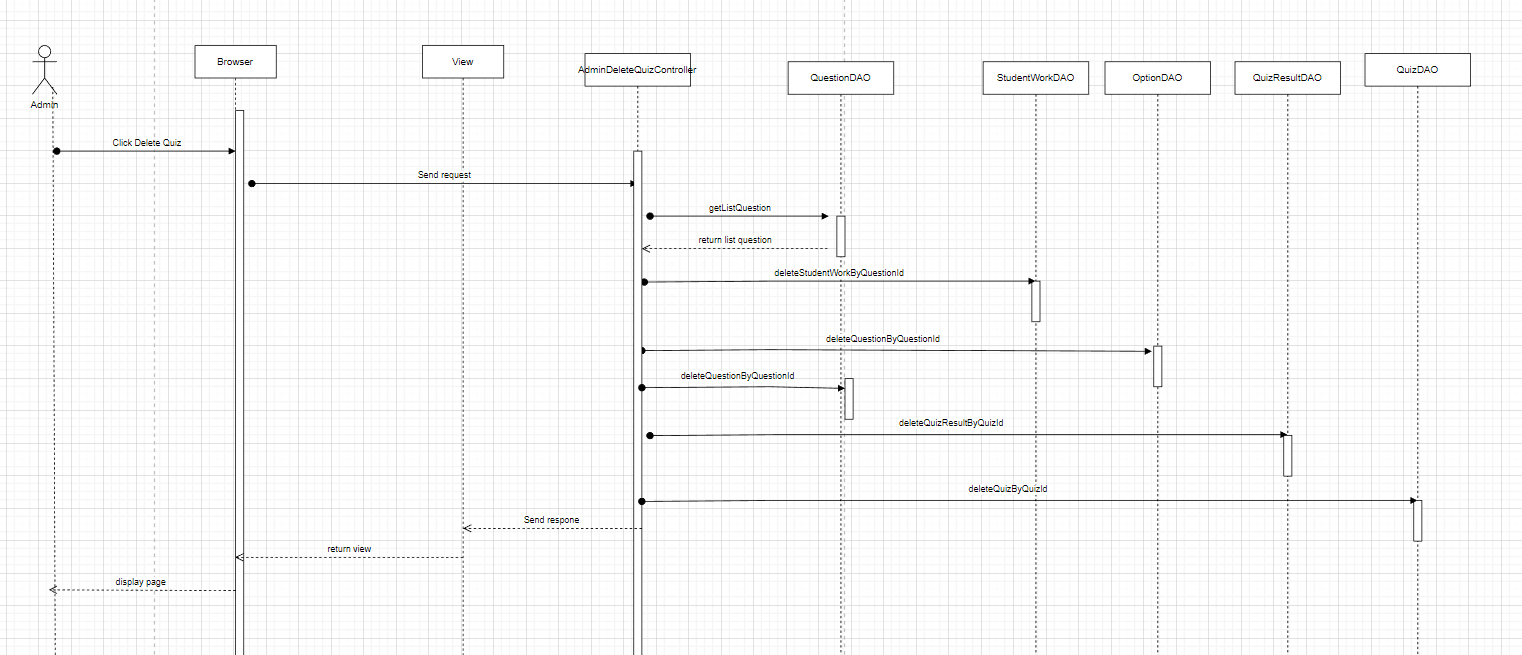 Browser
View
AdminDeleteQuizController
QuestionDAO
StudentWorkDAO
OptionDAO
QuizResultDAO
QuizDAO
Admin
Click Delete Quiz
Send request
getListQuestion
return list question
deleteStudentWorkByQuestionId
deleteQuestionByQuestionId
deleteQuestionByQuestionId
deleteQuizResultByQuizId
deleteQuizByQuizId
Send respone
return view
display page